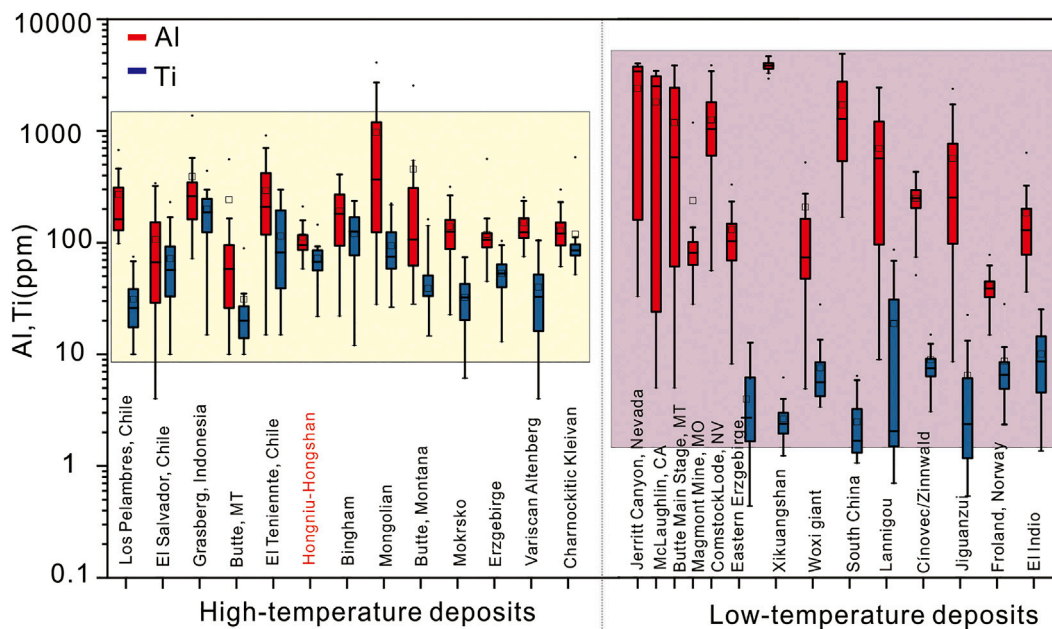 10000
1000
100
10
1
0.1
Al, Ti(ppm)
Al
Ti
Los Pelambres, Chile
El Salvador, Chile
Grasberg, Indonesia
Butte, MT
El Teniennte, Chile
Hongniu-Hongshan
Bingham
Mongolian
Butte, Montana
Mokrsko
Erzgebirge
Variscan Altenberg
Charnockitic Kleivan
Jerritt Canyon, Nevada
McLaughlin, CA
Butte Main Stage, MT
Magmont Mine, MO
ComstockLode, NV
Eastern Erzgebirge
Xikuangshan
Woxi giant
South China
Lannigou
Cínovec/Zinnwald
Jiguanzui
Froland, Norway
El Indio
High-temperature deposits
Low-temperature deposits